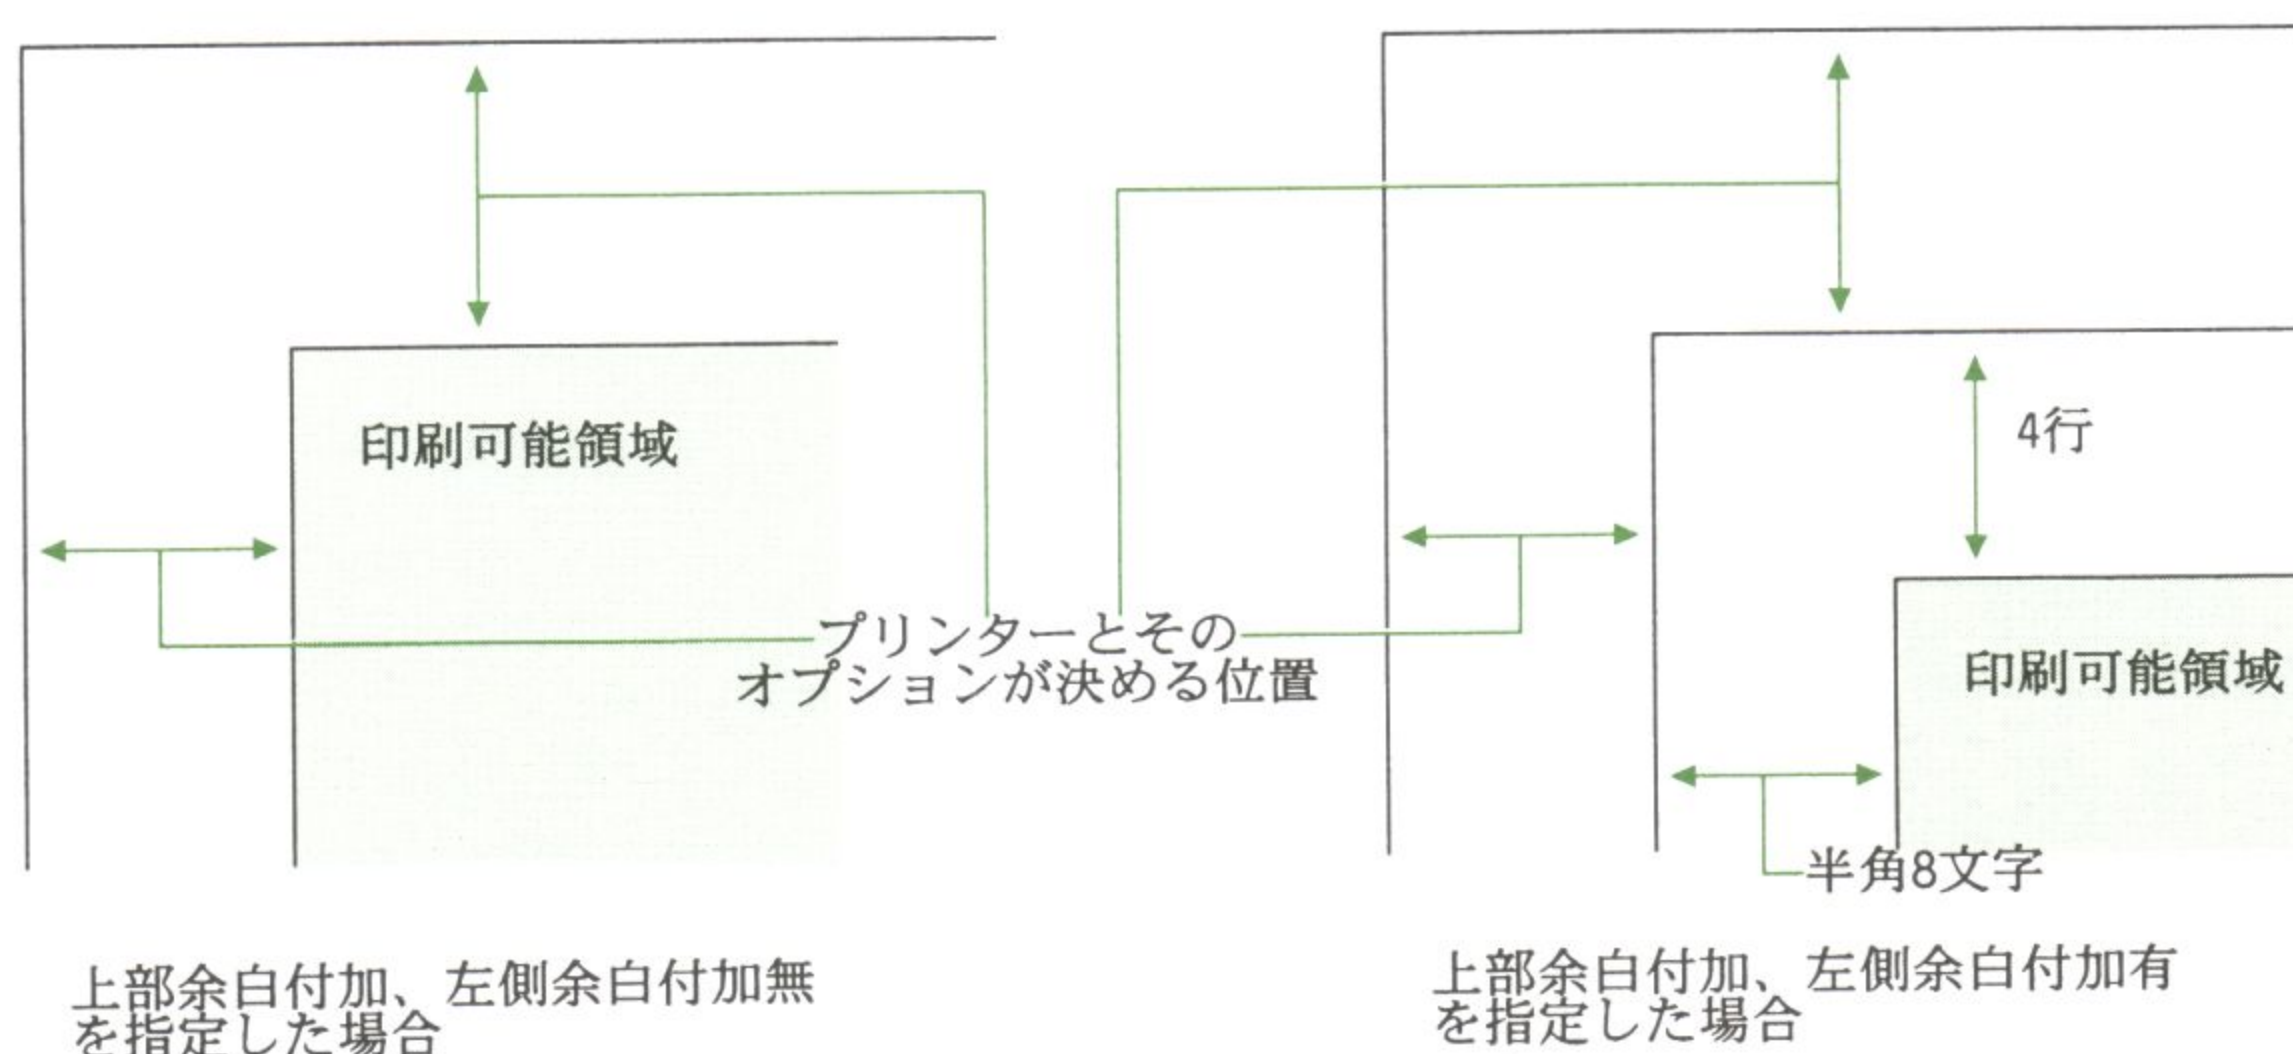 印刷可能領域
4行
プリンターとその
オプションが決める位置
印刷可能領域
半角8文字
上部余白付加、左側余白付加無
を指定した場合
上部余白付加、左側余白付加有
を指定した場合